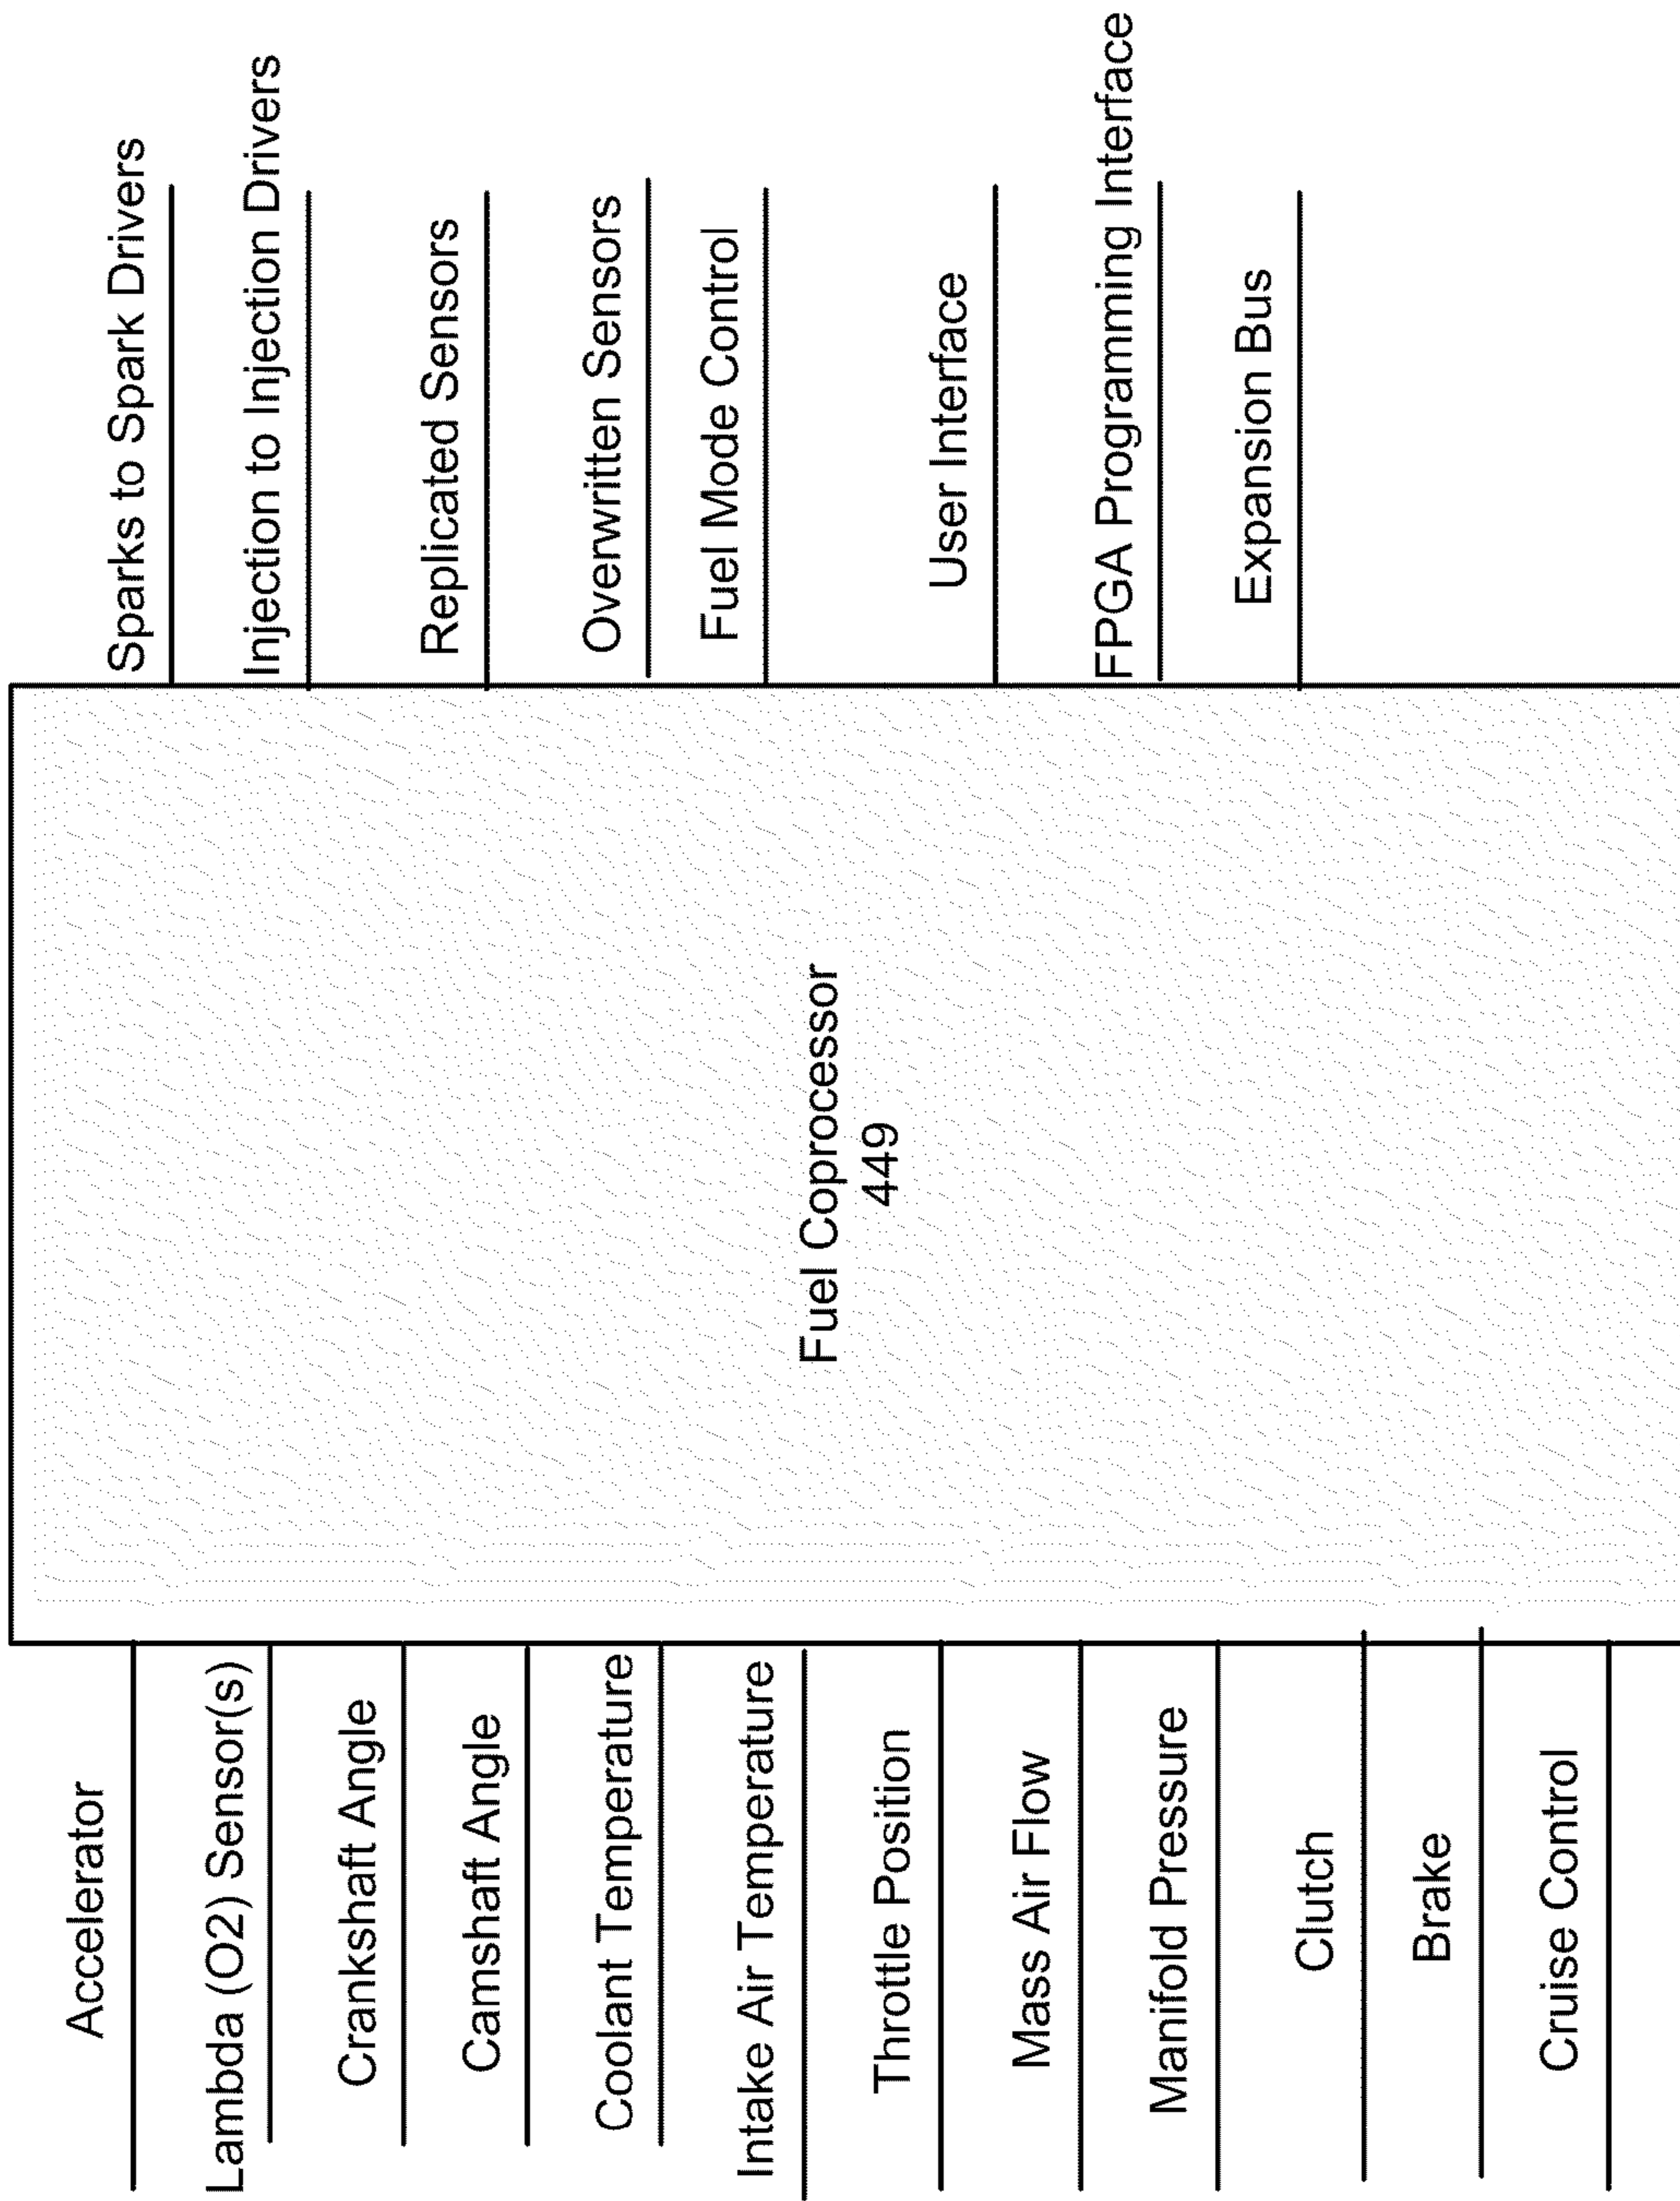 Accelerator
Lambda (O2) Sensor(s)
Crankshaft Angle
Camshaft Angle
Coolant Temperature
Intake Air Temperature
Throttle Position
Mass Air Flow
Manifold Pressure
Clutch
Brake
Cruise Control
Fuel Coprocessor
449
Sparks to Spark Drivers
Injection to Injection Drivers
Replicated Sensors
Overwritten Sensors
Fuel Mode Control
User Interface
FPGA Programming Interface
Expansion Bus